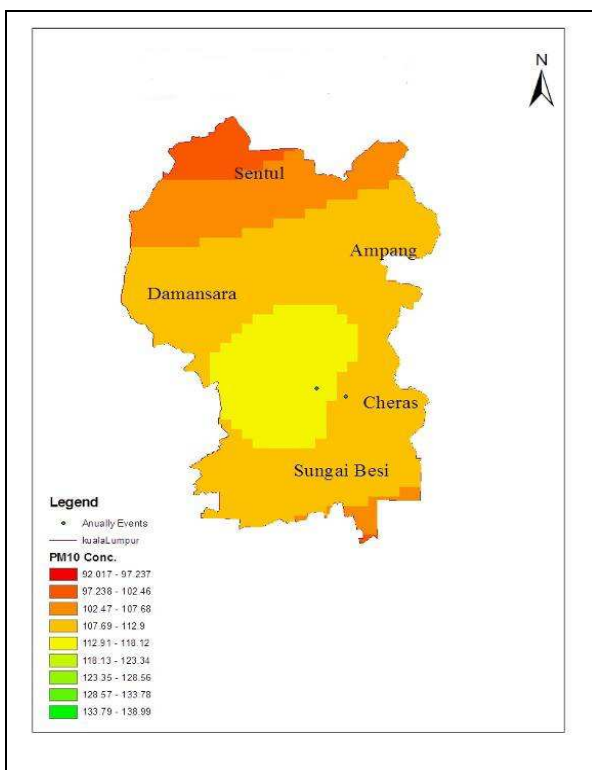 N
Sentul
Ampang
Damansara
Cheras
Sungai Besi
Legend
Anually Events
kualaLumpur
PM10 Conc.
92.017 - 97.237
97.238 - 102.46
102.47 - 107.68
107.69 - 112.9
112.91 - 118.12
118.13 - 123.34
123.35 - 128.56
128.57 - 133.78
133.79 - 138.99